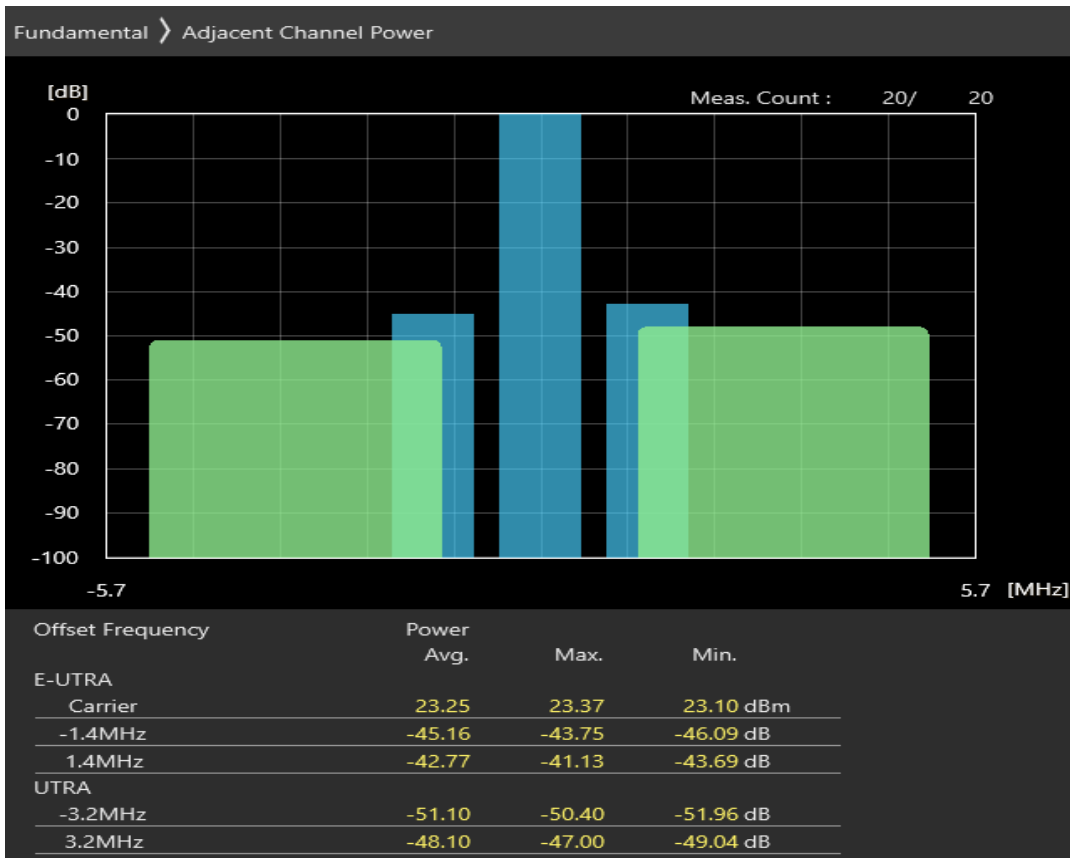 Fundamental 》 Adjacent Channel Power
[dB]
Meas. Count : 20/ 20
0
-10
-20
-30
-40
-50
-60
-70
-80
-90
-100
-5.7 5.7 [MHz]
Offset Frequency Power
Avg. Max. Min.
E-UTRA
Carrier 23.25 23.37 23.10 dBm
-1.4MHz -45.16 -43.75 -46.09 dB
1.4MHz -42.77 -41.13 -43.69 dB
UTRA
-3.2MHz -51.10 -50.40 -51.96 dB
3.2MHz -48.10 -47.00 -49.04 dB